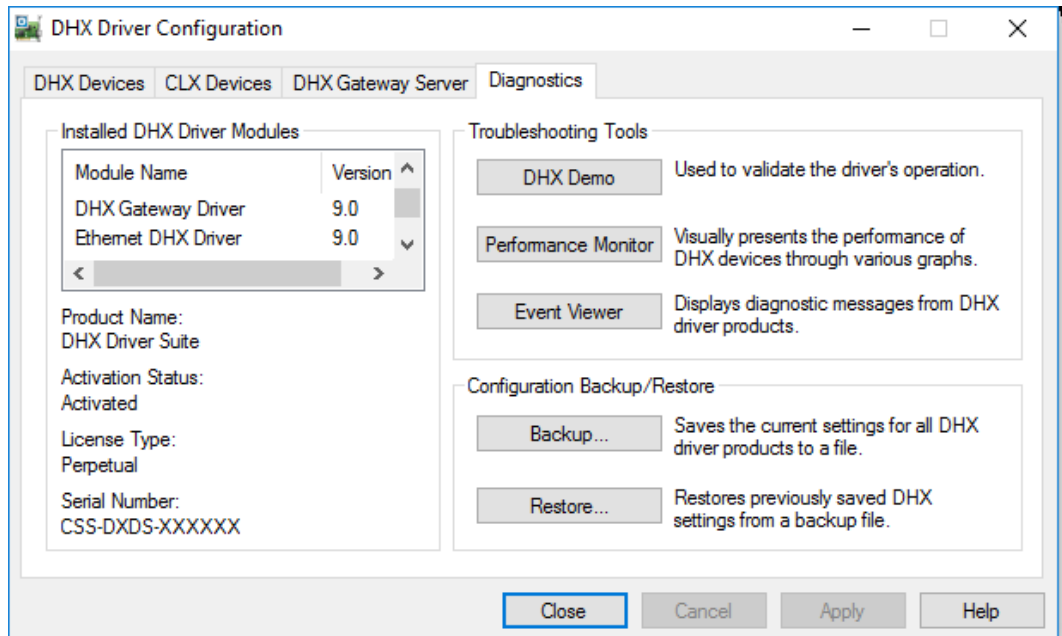 DHX Driver Configuration
DHX Devices CLX Devices DHX Gateway Server Diagnostics
Installed DHX Driver Modules
Module Name Version
DHX Gateway Driver 9.0
Ethernet DHX Driver 9.0
Product Name:
DHX Driver Suite
Activation Status:
Activated
License Type:
Perpetual
Serial Number:
CSS-DXDS-XXXXXX
Troubleshooting Tools
DHX Demo
Used to validate the driver's operation.
Performance Monitor
Visually presents the performance of
DHX devices through various graphs.
Event Viewer
Displays diagnostic messages from DHX
driver products.
Configuration Backup/Restore
Backup...
Saves the current settings for all DHX
driver products to a file.
Restore...
Restores previously saved DHX
settings from a backup file.
Close Cancel Apply Help